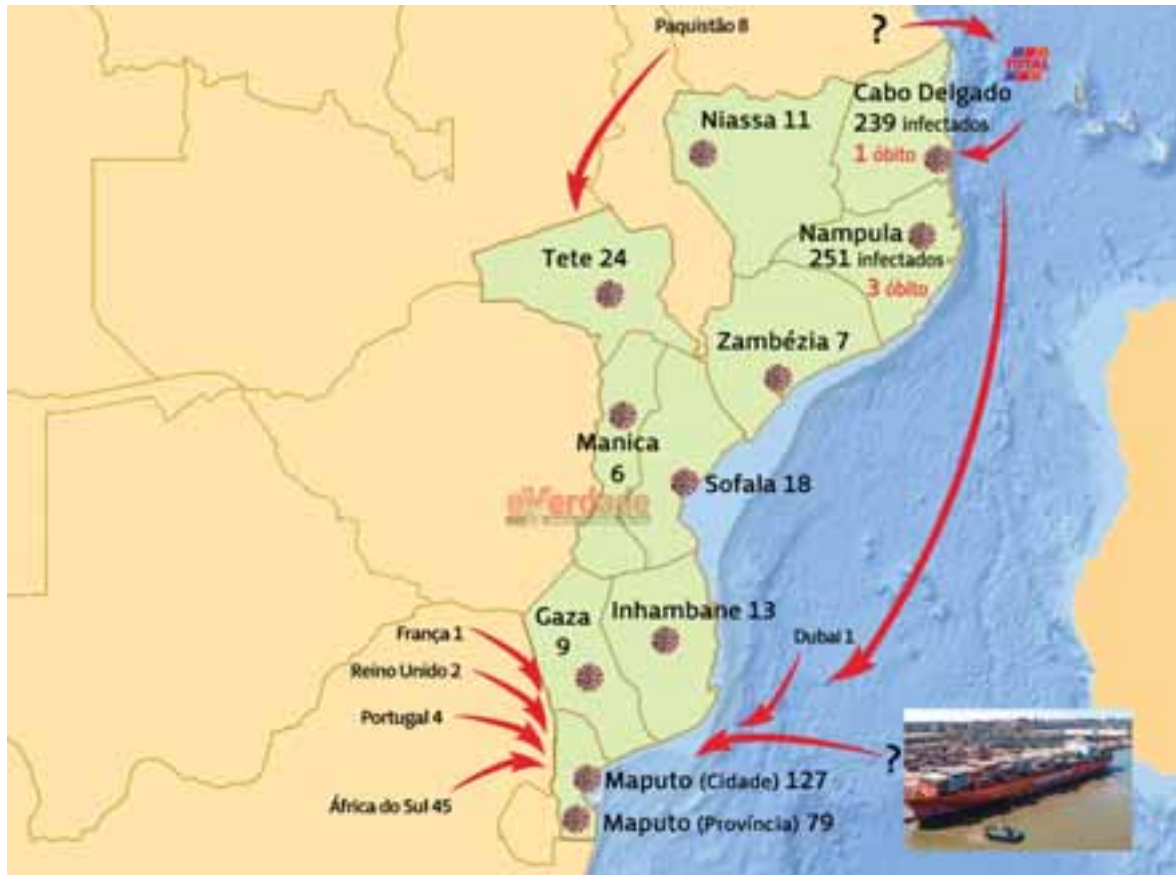 Paquistão 8
?
TOTAL
Cabo Delgado
239 infectados
1 óbito
Niassa 11
Nampula
251 infectados
3 óbito
Tete 24
Zambézia 7
Manica
6
Sofala 18
@Verdade
Gaza
9
Inhambane 13
França 1
Reino Unido 2
Portugal 4
África do Sul 45
Dubai 1
?
Maputo (Cidade) 127
Maputo (Província) 79